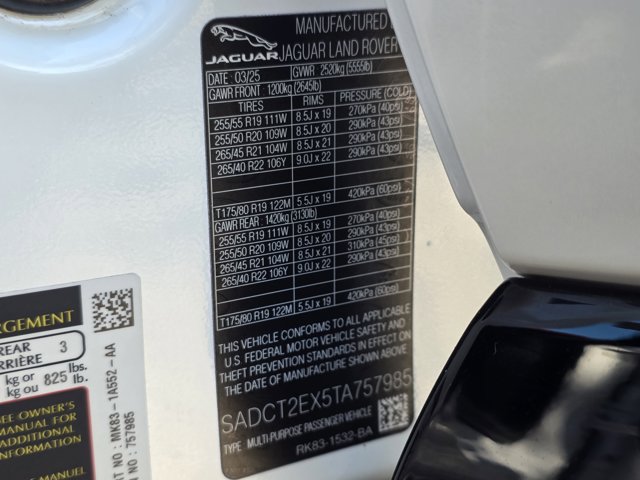 MANUFACTURED
JAGUAR LAND ROVER
JAGUAR
DATE : 03/25 GVWR 2520kg (5555lb)
GAWR FRONT 1200kg (2645lb)
TIRES RIMS PRESSURE (COLD)
255/55 R19 111W 8.5J x 19 270kPa (40psi)
255/50 R20 109W 8.5J x 20 290kPa (43psi)
265/45 R21 104W 8.5J x 21 290kPa (43psi)
265/40 R22 106Y 9.0J x 22 290kPa (43psi)
T175/80 R19 122M 5.5J x 19 420kPa (60psi)
GAWR REAR : 1420kg (3130lb)
255/55 R19 111W 8.5J x 19 270kPa (40psi)
255/50 R20 109W 8.5J x 20 290kPa (43psi)
265/45 R21 104W 8.5J x 21 310kPa (45psi)
265/40 R22 106Y 9.0J x 22 290kPa (43psi)
T175/80 R19 122M 5.5J x 19 420kPa (60psi)
THIS VEHICLE CONFORMS TO ALL APPLICABLE
U.S. FEDERAL MOTOR VEHICLE SAFETY AND
THEFT PREVENTION STANDARDS IN EFFECT
ON THE DATE OF MANUFACTURE SHOWN ABOVE
SADCT2EX5TA757985
TYPE : MULTI-PURPOSE PASSENGER VEHICLE
RK83-1532-BA
ARGEMENT
REAR 3
ARRIÈRE
kg or 825 lbs.
kg ou lb.
SEE OWNER'S
MANUAL FOR
ADDITIONAL
INFORMATION
MANUEL
PART NO : MK83-1A552-AA
757985